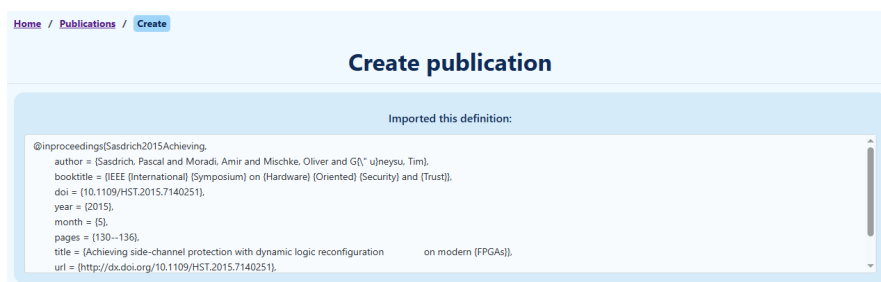 Home / Publications / Create
Create publication
Imported this definition:
@inproceedings{Sasdrich2015Achieving,
author = {Sasdrich, Pascal and Moradi, Amir and Mischke, Oliver and G{\" u}neysu, Tim},
booktitle = {IEEE {International} {Symposium} on {Hardware} {Oriented} {Security} and {Trust}},
doi = {10.1109/HST.2015.7140251},
year = {2015},
month = {5},
pages = {130--136},
title = {Achieving side-channel protection with dynamic logic reconfiguration on modern {FPGAs}},
url = {http://dx.doi.org/10.1109/HST.2015.7140251},